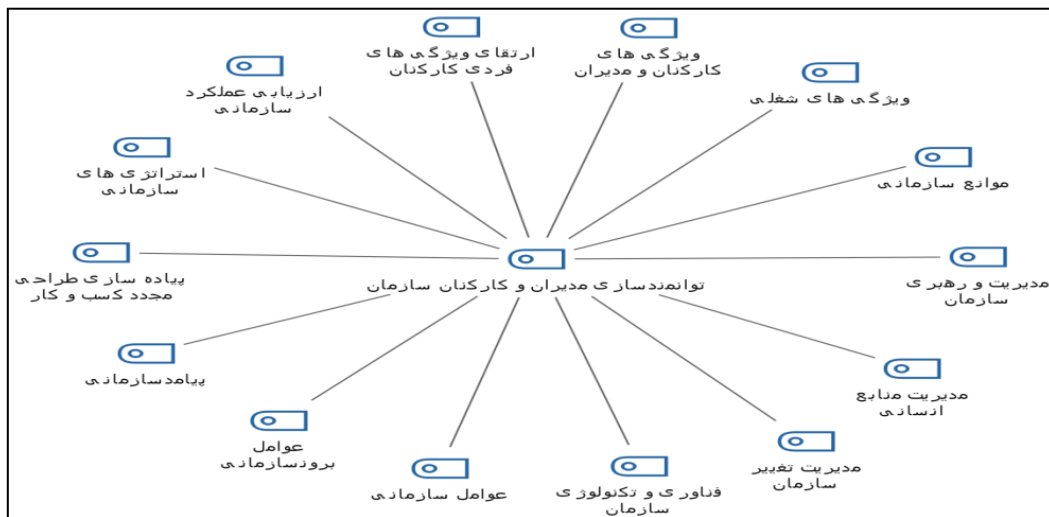 ویژگی های
کارکنان و مدیران
ارتقای ویژگی های
فردی کارکنان
ارزیابی عملکرد
سازمانی
ویژگی های شغلی
استراتژی های
سازمانی
موانع سازمانی
مدیریت و رهبری
سازمان
توانمندسازی مدیران و کارکنان سازمان
پیاده سازی طراحی
مجدد کسب و کار
پیامدسازمانی
مدیریت منابع
انسانی
عوامل
برونسازمانی
مدیریت تغییر
سازمان
عوامل سازمانی
فناوری و تکنولوژی
سازمان